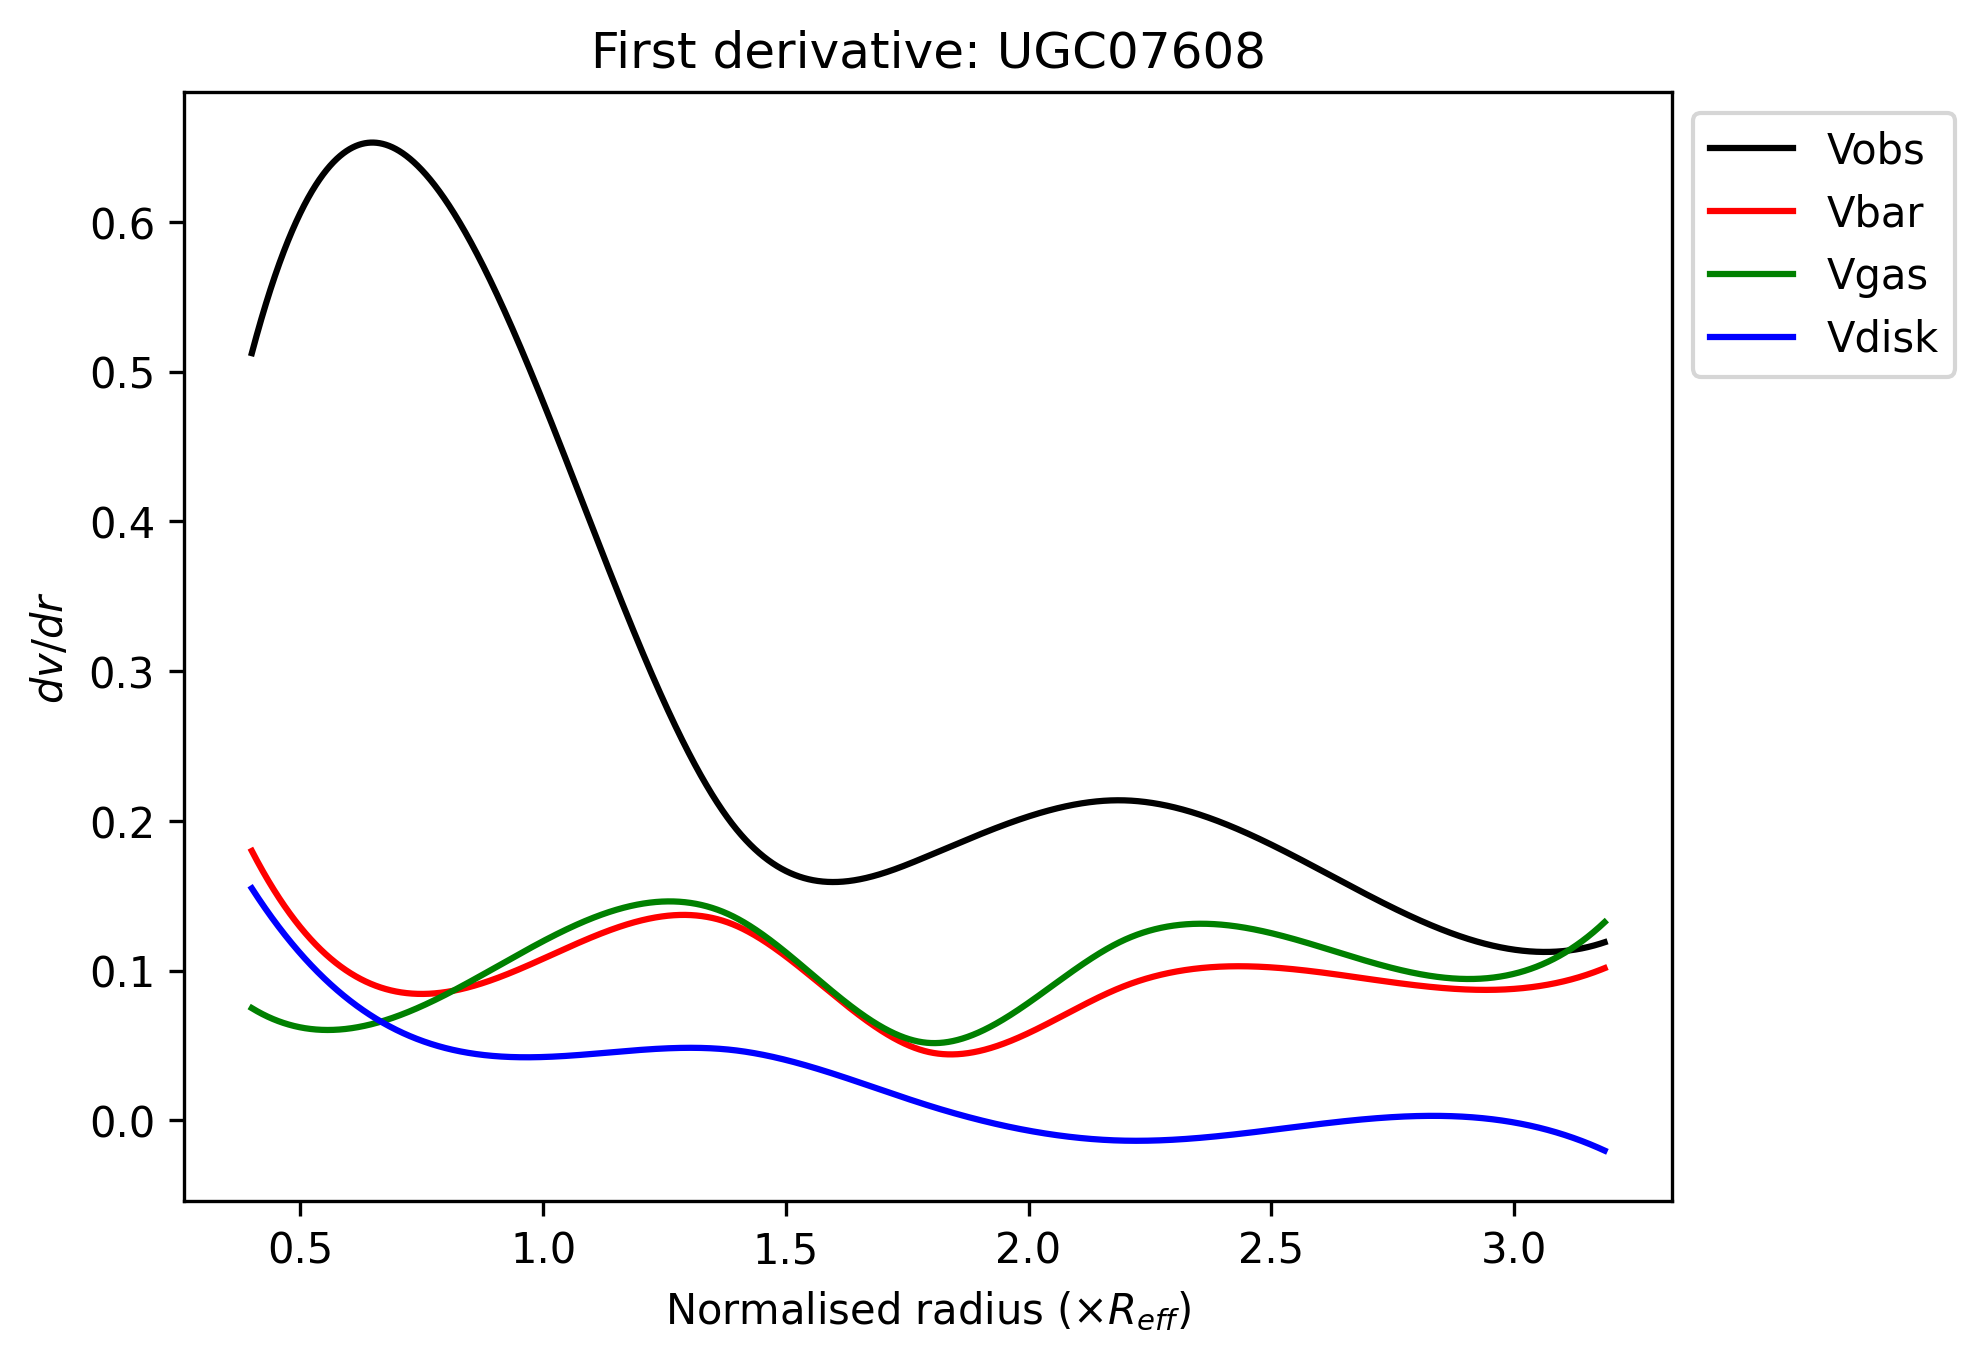 First derivative: UGC07608
Vobs
Vbar
Vgas
Vdisk
dv/dr
0.6
0.5
0.4
0.3
0.2
0.1
0.0
0.5 1.0 1.5 2.0 2.5 3.0
Normalised radius (×R_eff)